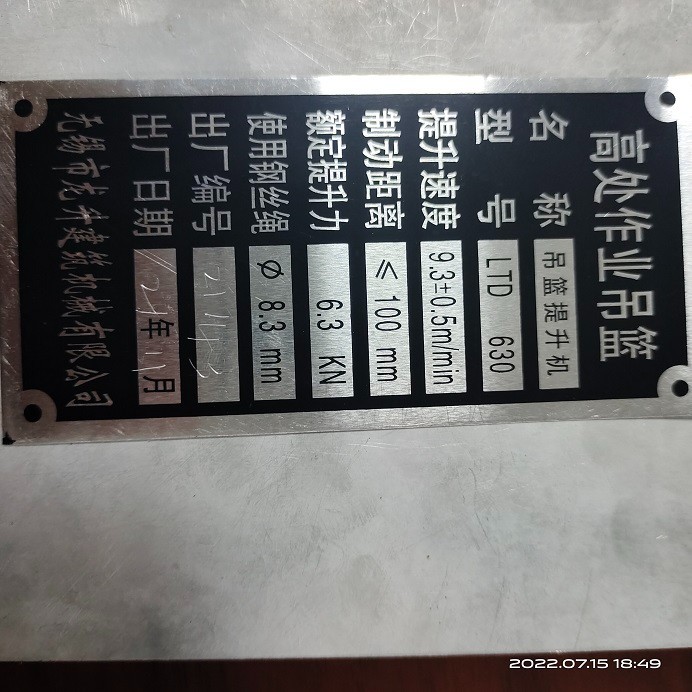 高处作业吊篮
名 称 吊篮提升机
型 号 LTD 630
提升速度 9.3±0.5m/min
制动距离 ≤ 100 mm
额定提升力 6.3 KN
使用钢丝绳 Ø 8.3 mm
出厂编号 2143
出厂日期 年 月
无锡市龙升建筑机械有限公司
2022.07.15 18:49